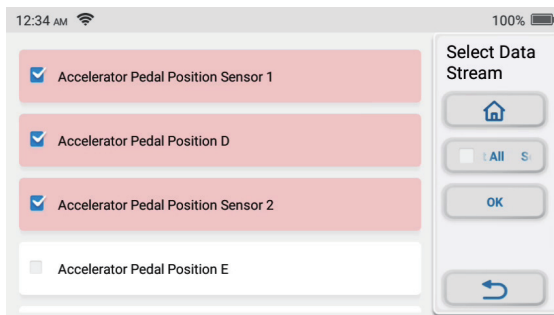 12:34 AM
100%
Accelerator Pedal Position Sensor 1
Accelerator Pedal Position D
Accelerator Pedal Position Sensor 2
Accelerator Pedal Position E
Select Data
Stream
All
OK